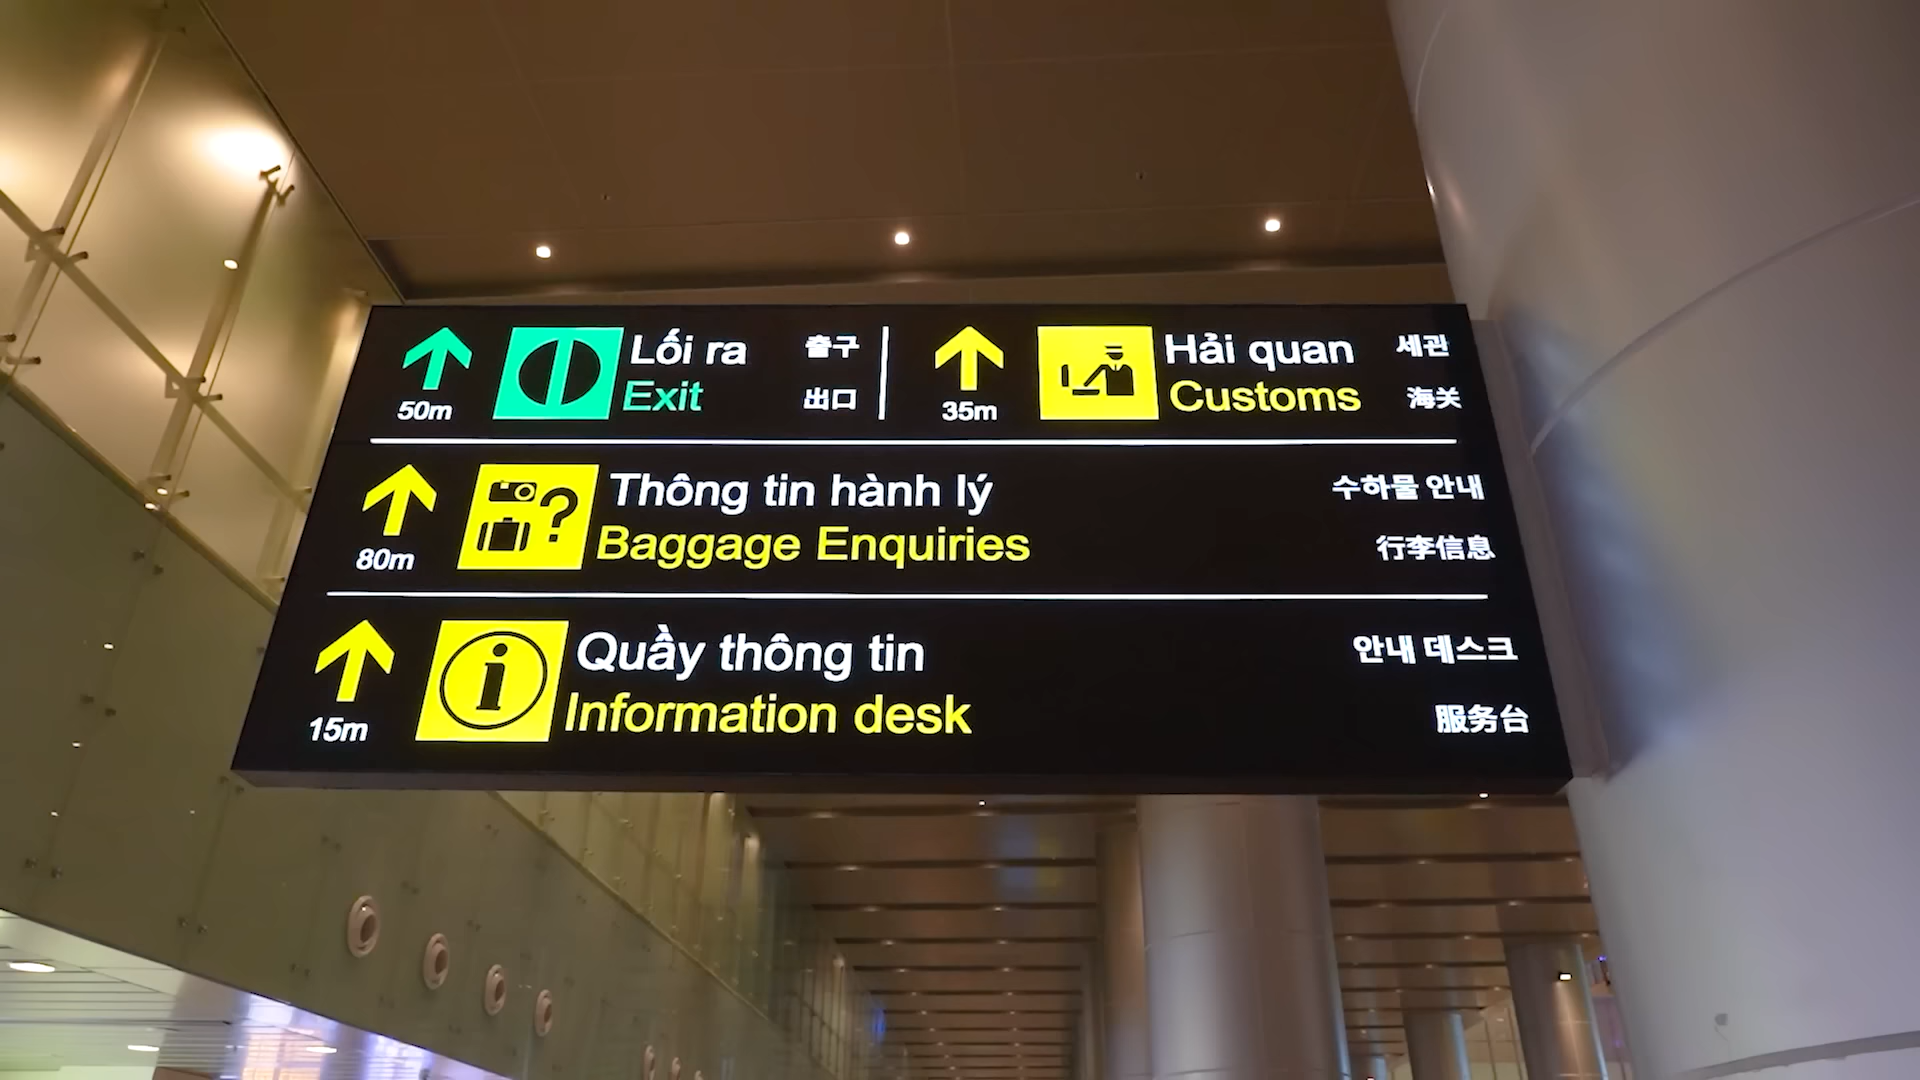 Lối ra 출구
Exit 出口
50m
Hải quan 세관
Customs 海关
35m
Thông tin hành lý 수하물 안내
Baggage Enquiries 行李信息
80m
Quầy thông tin 안내 데스크
Information desk 服务台
15m